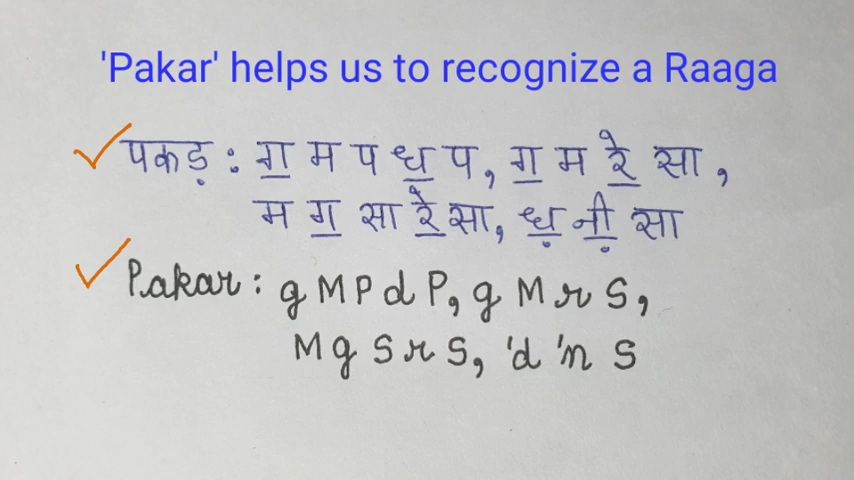 'Pakar' helps us to recognize a Raaga
पकड़ : ग॒ म प ध॒ प, ग॒ म रे॒ सा,
म ग॒ सा रे॒ सा, ध़॒ नी़॒ सा
Pakar : g M P d P, g M r S,
M g S r S, 'd 'n S